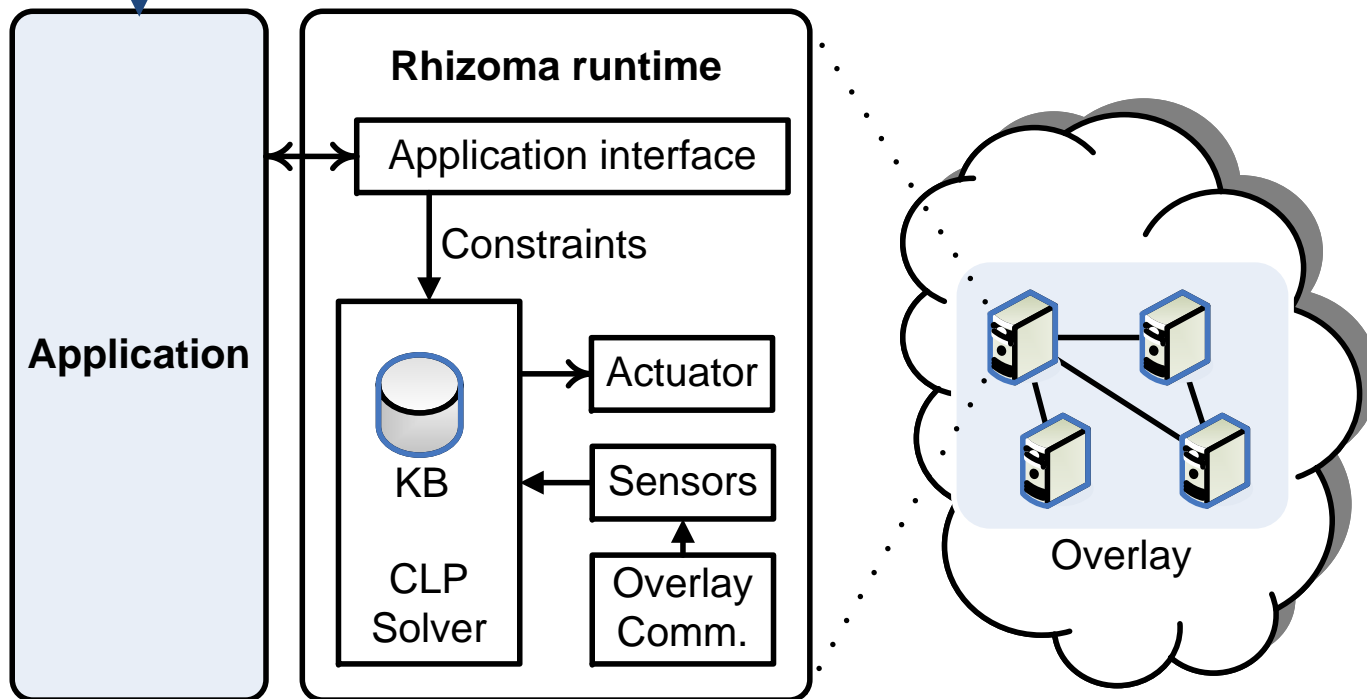 Rhizoma runtime
Application interface
Constraints
Application
Actuator
KB
Sensors
CLP
Solver
Overlay
Comm.
Overlay